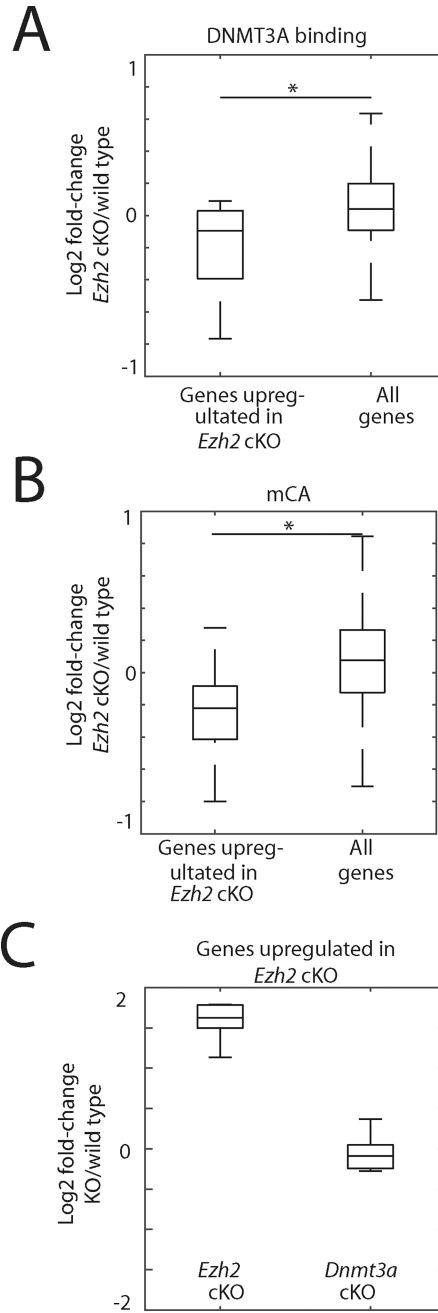 A
DNMT3A binding
1
*
Log2 fold-change
Ezh2 cKO/wild type
0
-1
Genes upreg-
ultated in
Ezh2 cKO
All
genes
B
mCA
1
*
Log2 fold-change
Ezh2 cKO/wild type
0
-1
Genes upreg-
ultated in
Ezh2 cKO
All
genes
C
Genes upregulated in
Ezh2 cKO
2
Log2 fold-change
KO/wild type
0
Ezh2
cKO
Dnmt3a
cKO
-2